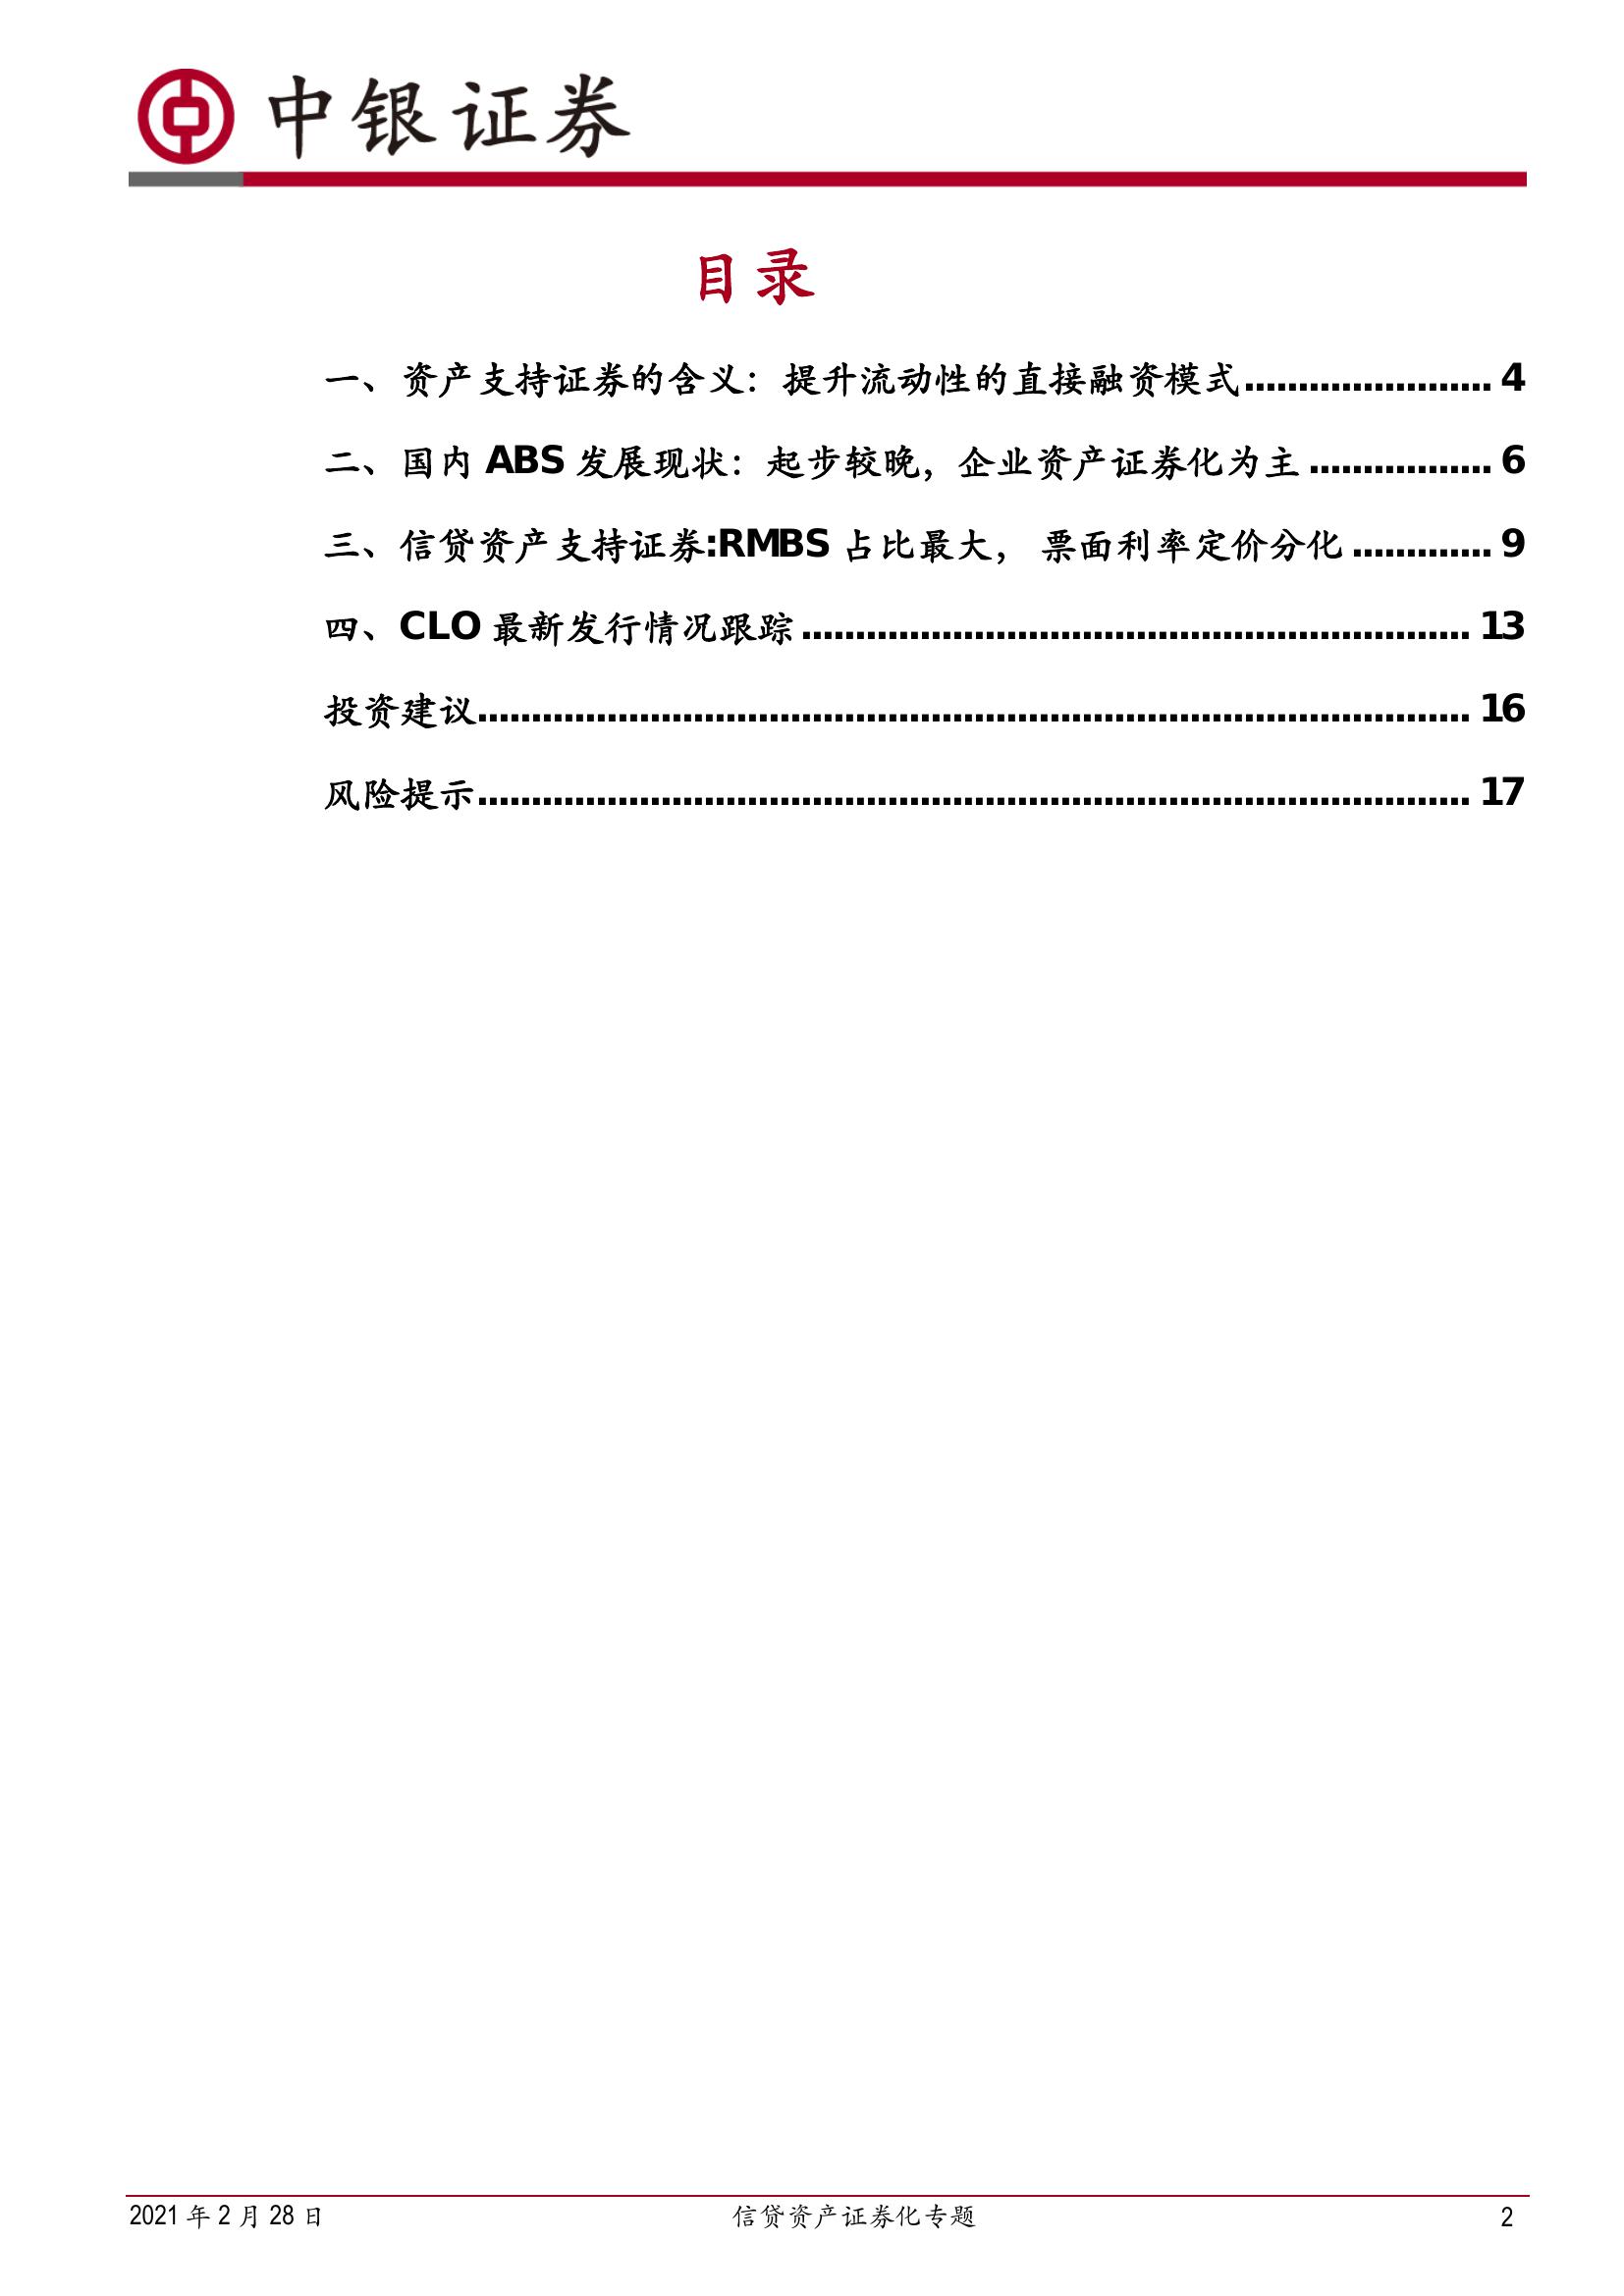 中银证券
目录
一、资产支持证券的含义：提升流动性的直接融资模式....................... 4
二、国内 ABS 发展现状：起步较晚，企业资产证券化为主................. 6
三、信贷资产支持证券:RMBS 占比最大， 票面利率定价分化............. 9
四、CLO 最新发行情况跟踪.............................................................. 13
投资建议............................................................................................ 16
风险提示............................................................................................ 17
2021 年 2 月 28 日 信贷资产证券化专题 2